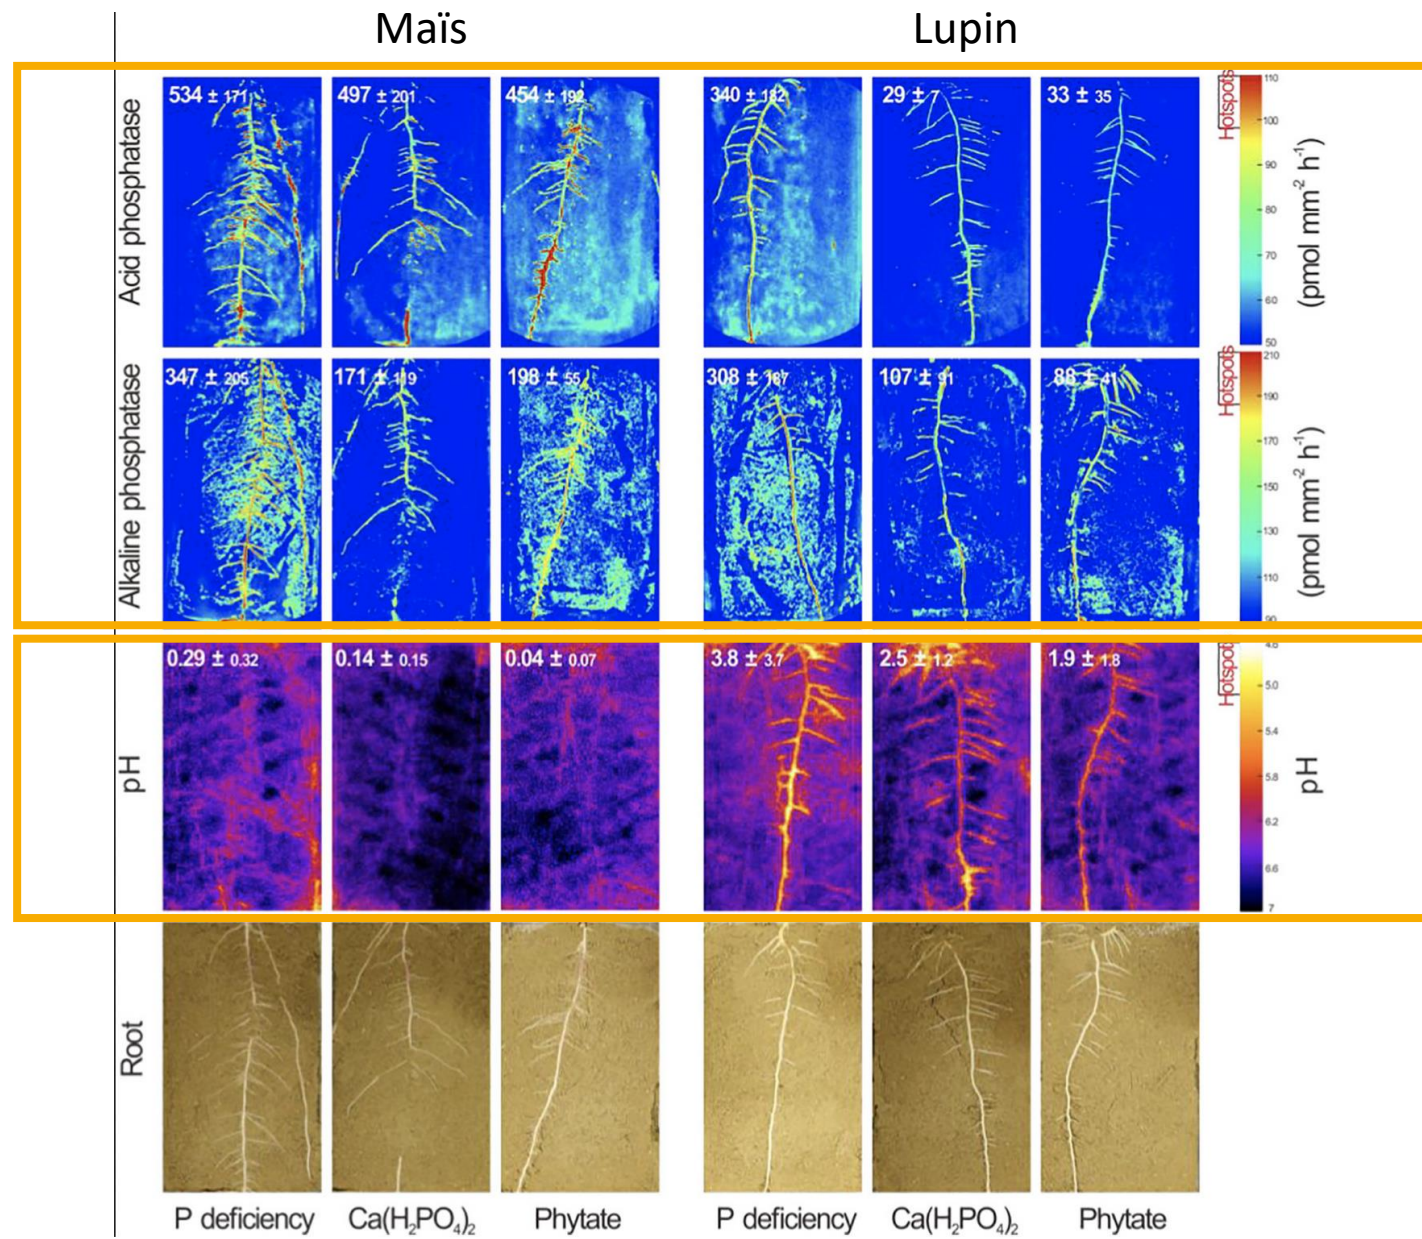 Maïs Lupin
Acid phosphatase
534 ± 171
497 ± 201
454 ± 192
340 ± 182
29 ± 7
33 ± 35
Hotspots
110
100
90
80
70
60
50
(pmol mm⁻² h⁻¹)
Alkaline phosphatase
347 ± 205
171 ± 119
198 ± 55
308 ± 187
107 ± 91
88 ± 41
Hotspots
210
190
170
150
130
110
90
(pmol mm⁻² h⁻¹)
pH
0.29 ± 0.32
0.14 ± 0.15
0.04 ± 0.07
3.8 ± 3.7
2.5 ± 1.2
1.9 ± 1.8
Hotspot
4.6
5.0
5.4
5.8
6.2
6.6
7
pH
Root
P deficiency Ca(H₂PO₄)₂ Phytate P deficiency Ca(H₂PO₄)₂ Phytate